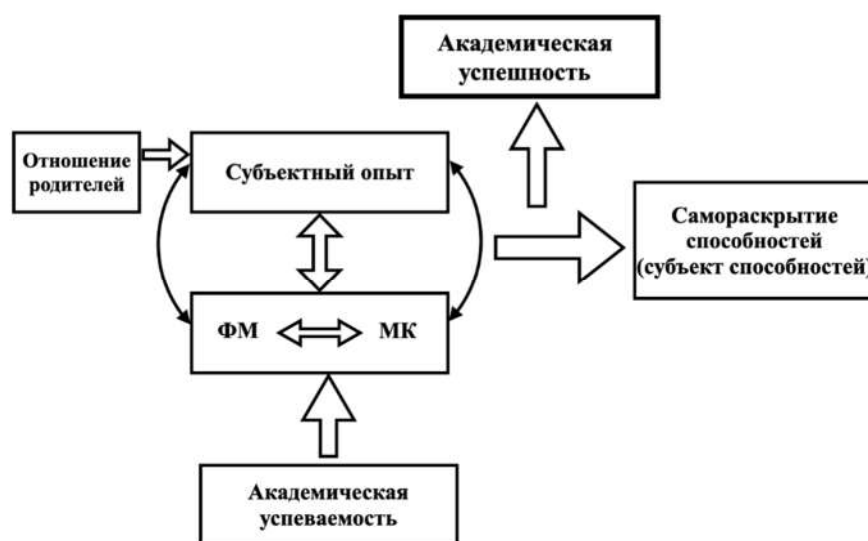 Академическая
успешность
Отношение
родителей
Субъектный опыт
Самораскрытие
способностей
(субъект способностей)
ФМ МК
Академическая
успеваемость